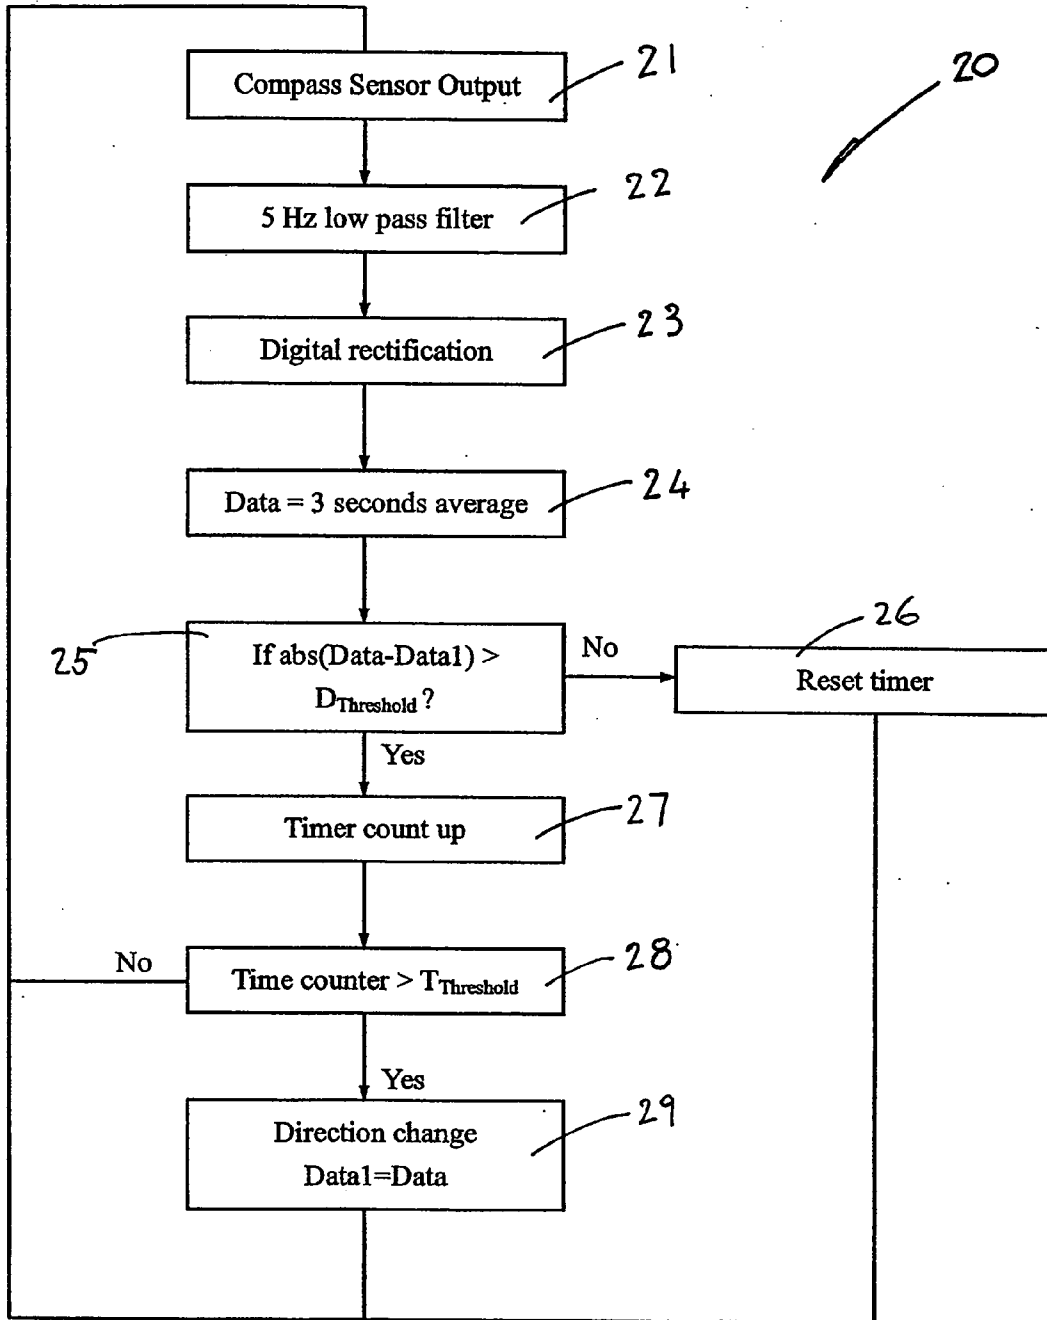 Compass Sensor Output
21
20
5 Hz low pass filter
22
Digital rectification
23
Data = 3 seconds average
24
25
If abs(Data-Data1) >
D_Threshold ?
No
26
Reset timer
Yes
Timer count up
27
No
Time counter > T_Threshold
28
Yes
Direction change
Data1=Data
29